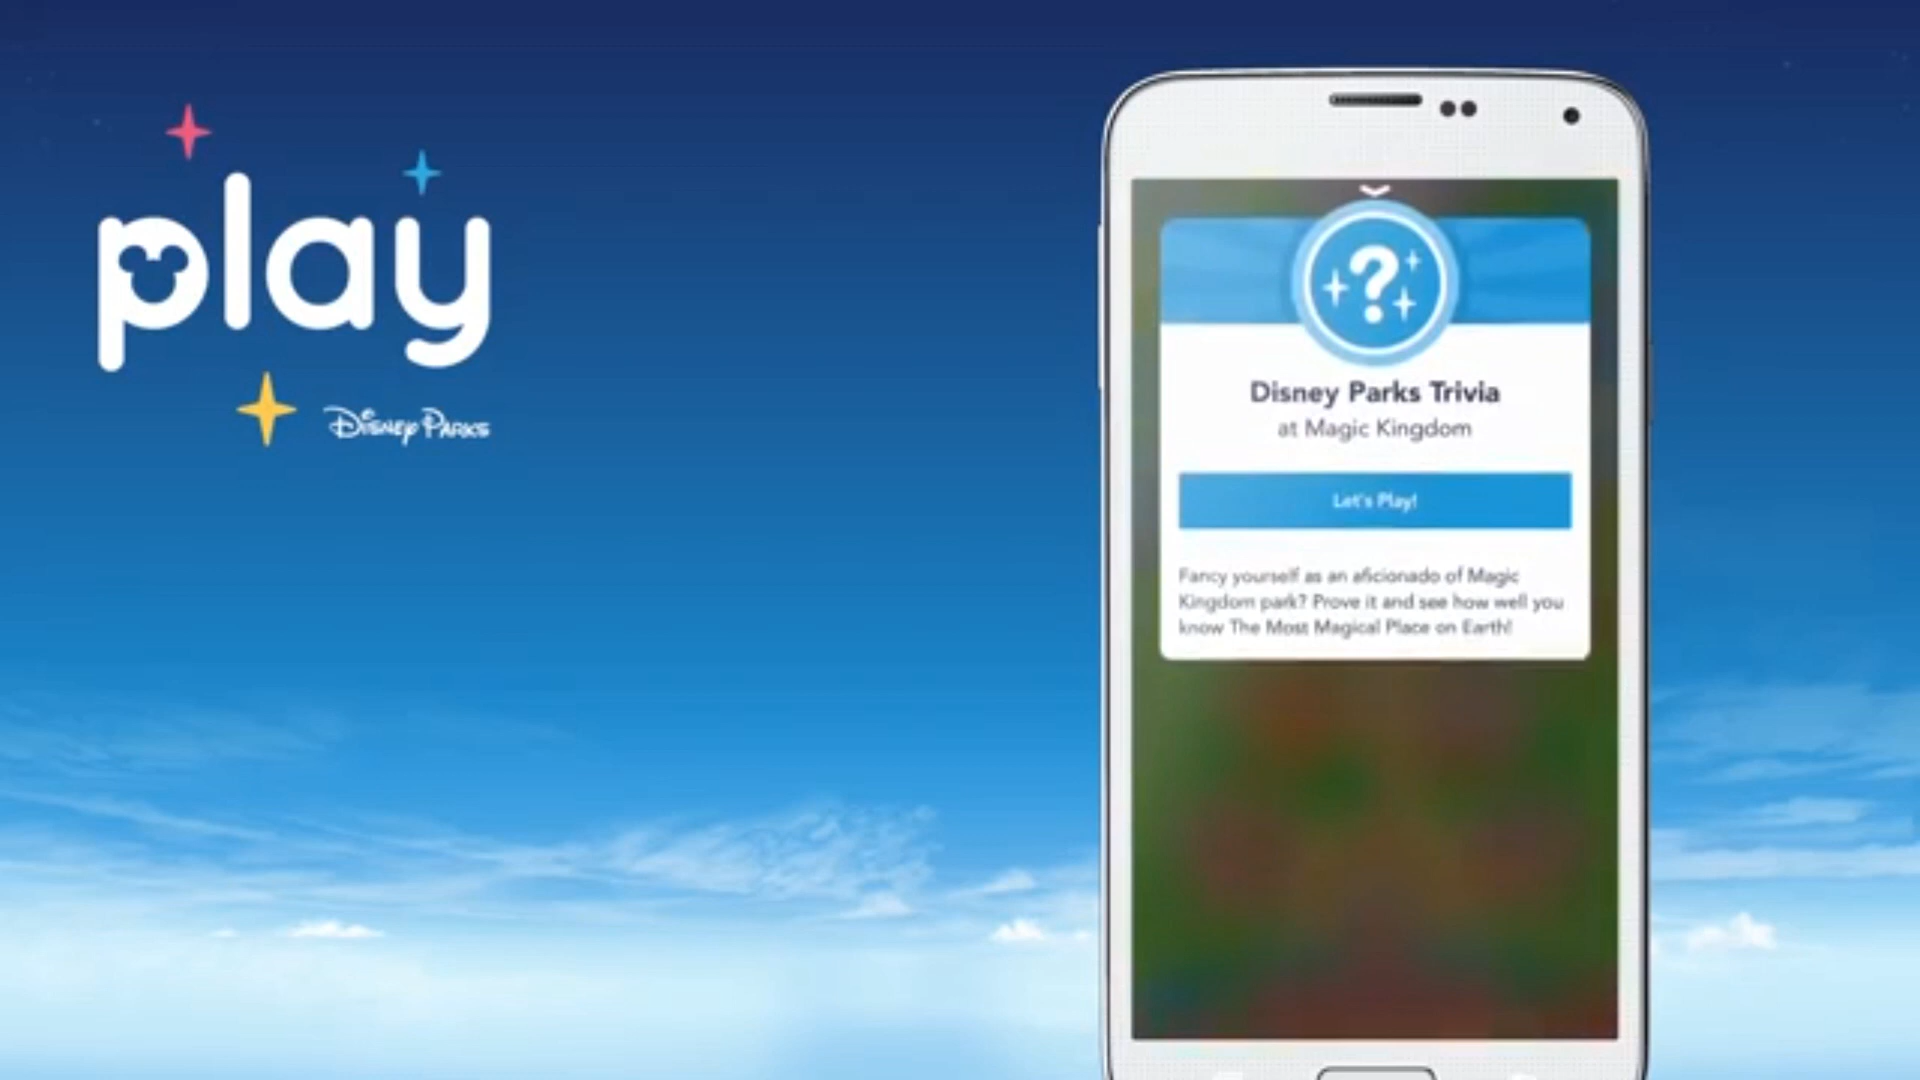 play
Disney Parks
?
Disney Parks Trivia
at Magic Kingdom
Let's Play!
Fancy yourself as an aficionado of Magic
Kingdom park? Prove it and see how well you
know The Most Magical Place on Earth!